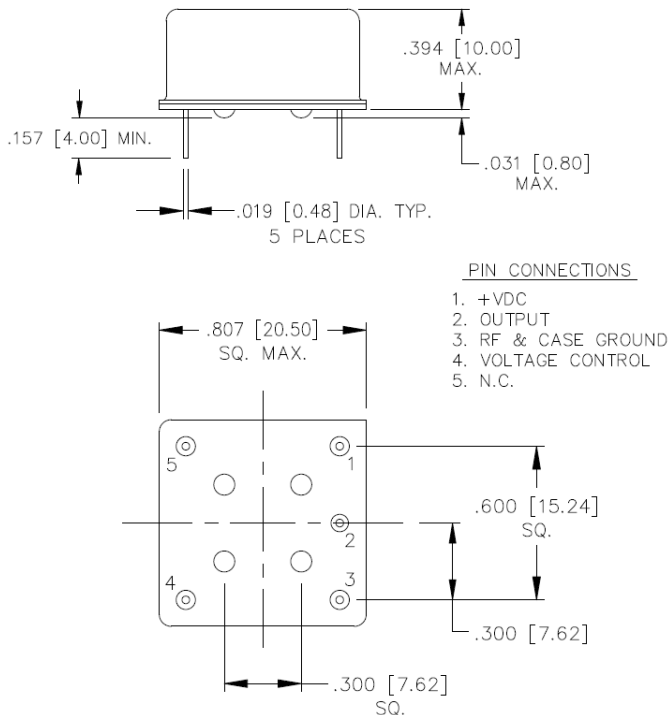 .394 [10.00]
MAX.
.157 [4.00] MIN.
.031 [0.80]
MAX.
.019 [0.48] DIA. TYP.
5 PLACES
PIN CONNECTIONS
1. +VDC
2. OUTPUT
3. RF & CASE GROUND
4. VOLTAGE CONTROL
5. N.C.
.807 [20.50]
SQ. MAX.
5
1
2
4
3
.600 [15.24]
SQ.
.300 [7.62]
.300 [7.62]
SQ.